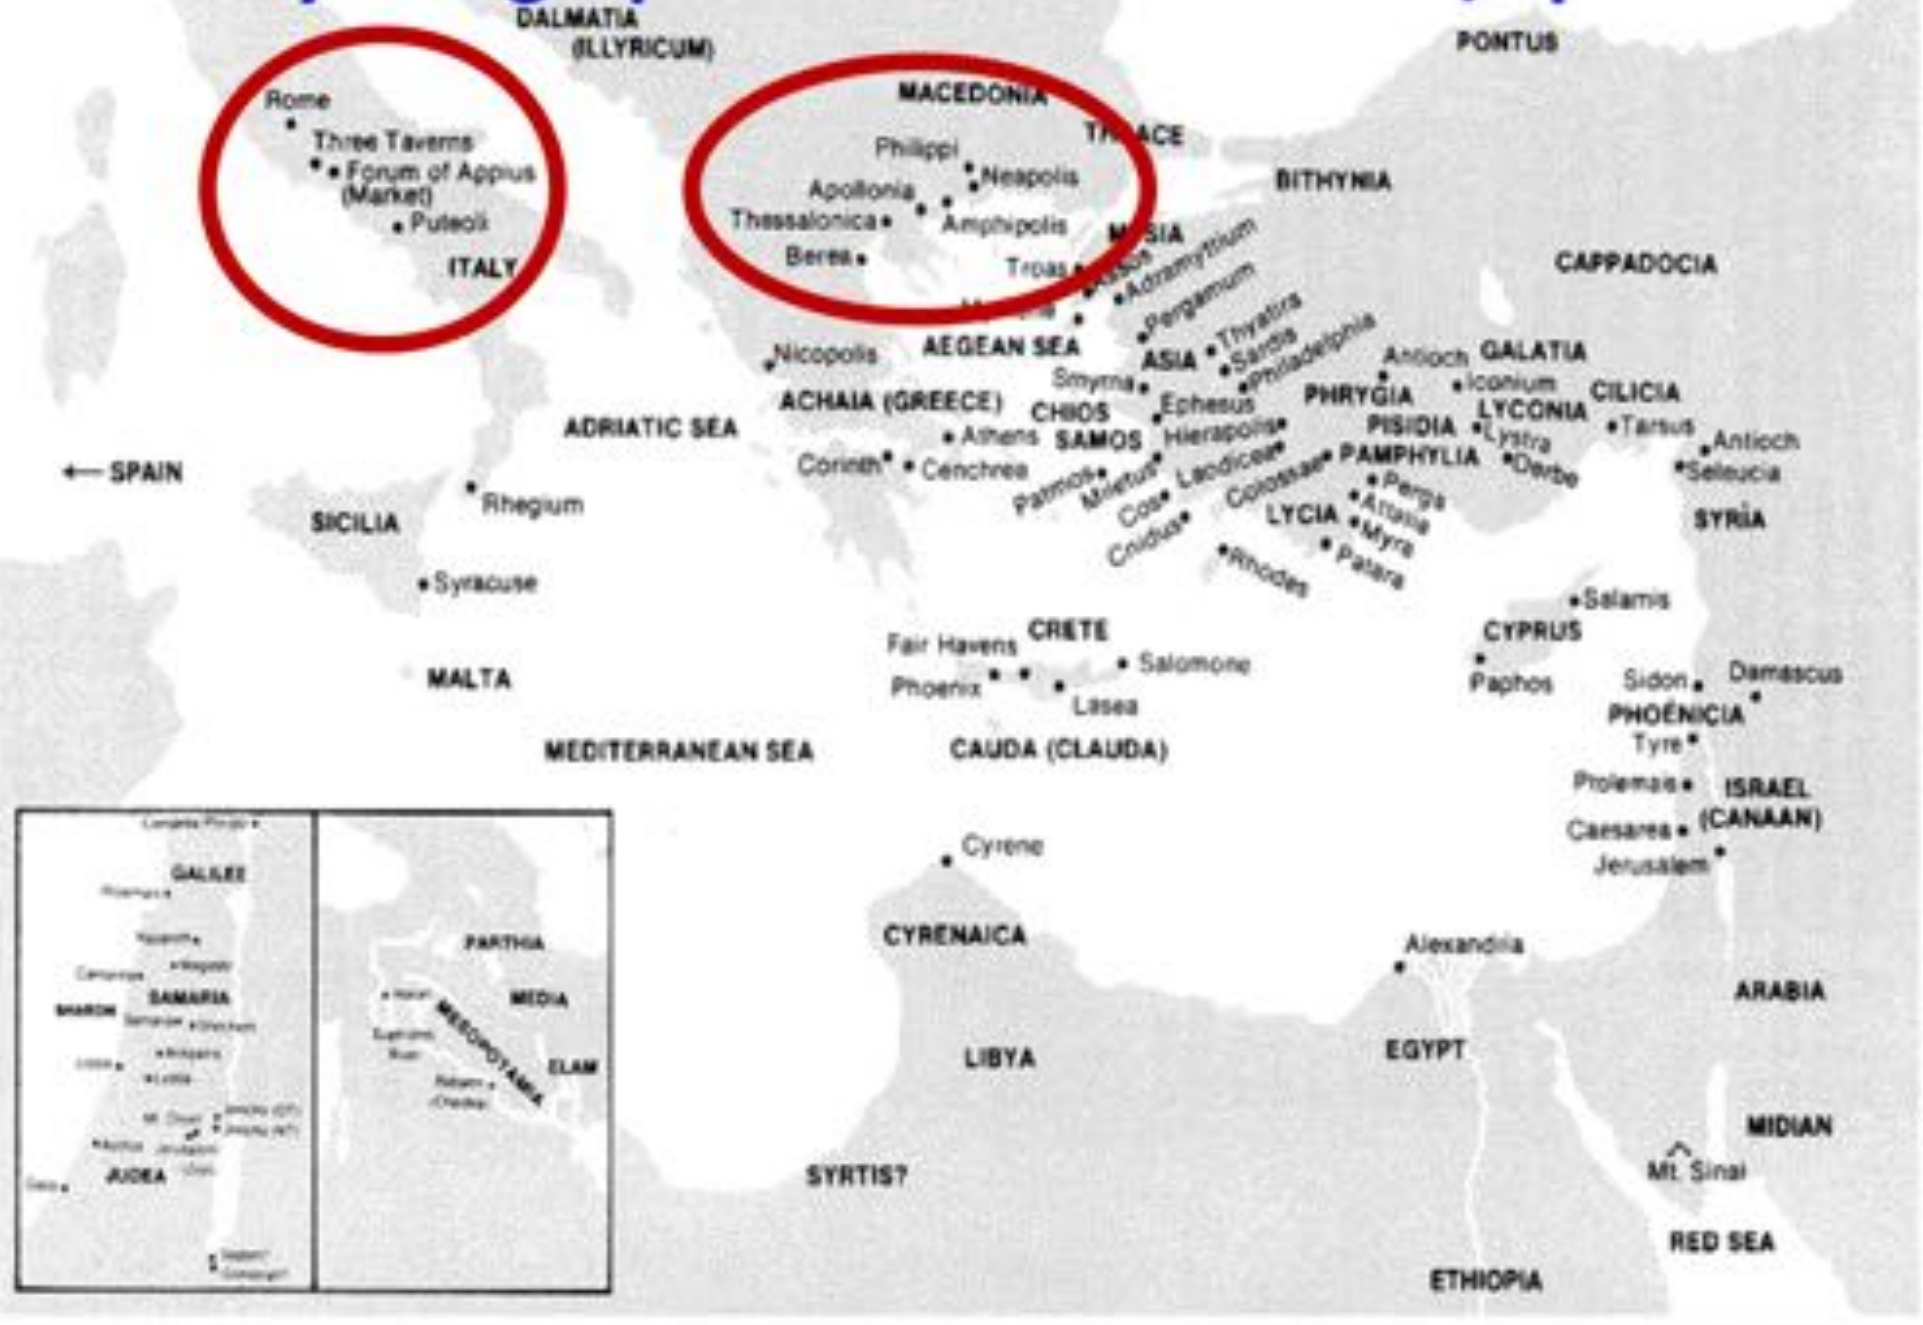 DALMATIA
(ILLYRICUM)
PONTUS
Rome
Three Taverns
Forum of Appius
(Market)
Puteoli
ITALY
MACEDONIA
Philippi
Neapolis
Apollonia
Thessalonica
Amphipolis
Berea
Troas
BITHYNIA
CAPPADOCIA
Adramyttium
Pergamum
Thyatira
Sardis
Philadelphia
Nicopolis
AEGEAN SEA
ASIA
Smyrna
Antioch
GALATIA
Iconium
CILICIA
PHRYGIA
ACHAIA (GREECE)
CHIOS
Ephesus
LYCONIA
ADRIATIC SEA
Athens
SAMOS
Hierapolis
PISIDIA
Lystra
Tarsus
Antioch
← SPAIN
Corinth
Cenchrea
Patmos
Miletus
Laodicea
Colossae
PAMPHYLIA
Derbe
Seleucia
Rhegium
SICILIA
Cos
Cnidus
LYCIA
Perga
Attasia
Myra
Patara
SYRIA
Syracuse
Rhodes
Salamis
CYPRUS
Paphos
Fair Havens
CRETE
Salomone
Phoenix
Lasea
MALTA
Sidon
Damascus
PHOENICIA
Tyre
MEDITERRANEAN SEA
CAUDA (CLAUDA)
Prolemais
ISRAEL
(CANAAN)
Caesarea
Jerusalem
Cyrene
CYRENAICA
Alexandria
ARABIA
LIBYA
EGYPT
MIDIAN
Mt. Sinai
SYRTIS?
RED SEA
ETHIOPIA
GALILEE
SAMARIA
SHARON
JUDEA
PARTHIA
MEDIA
MESOPOTAMIA
ELAM